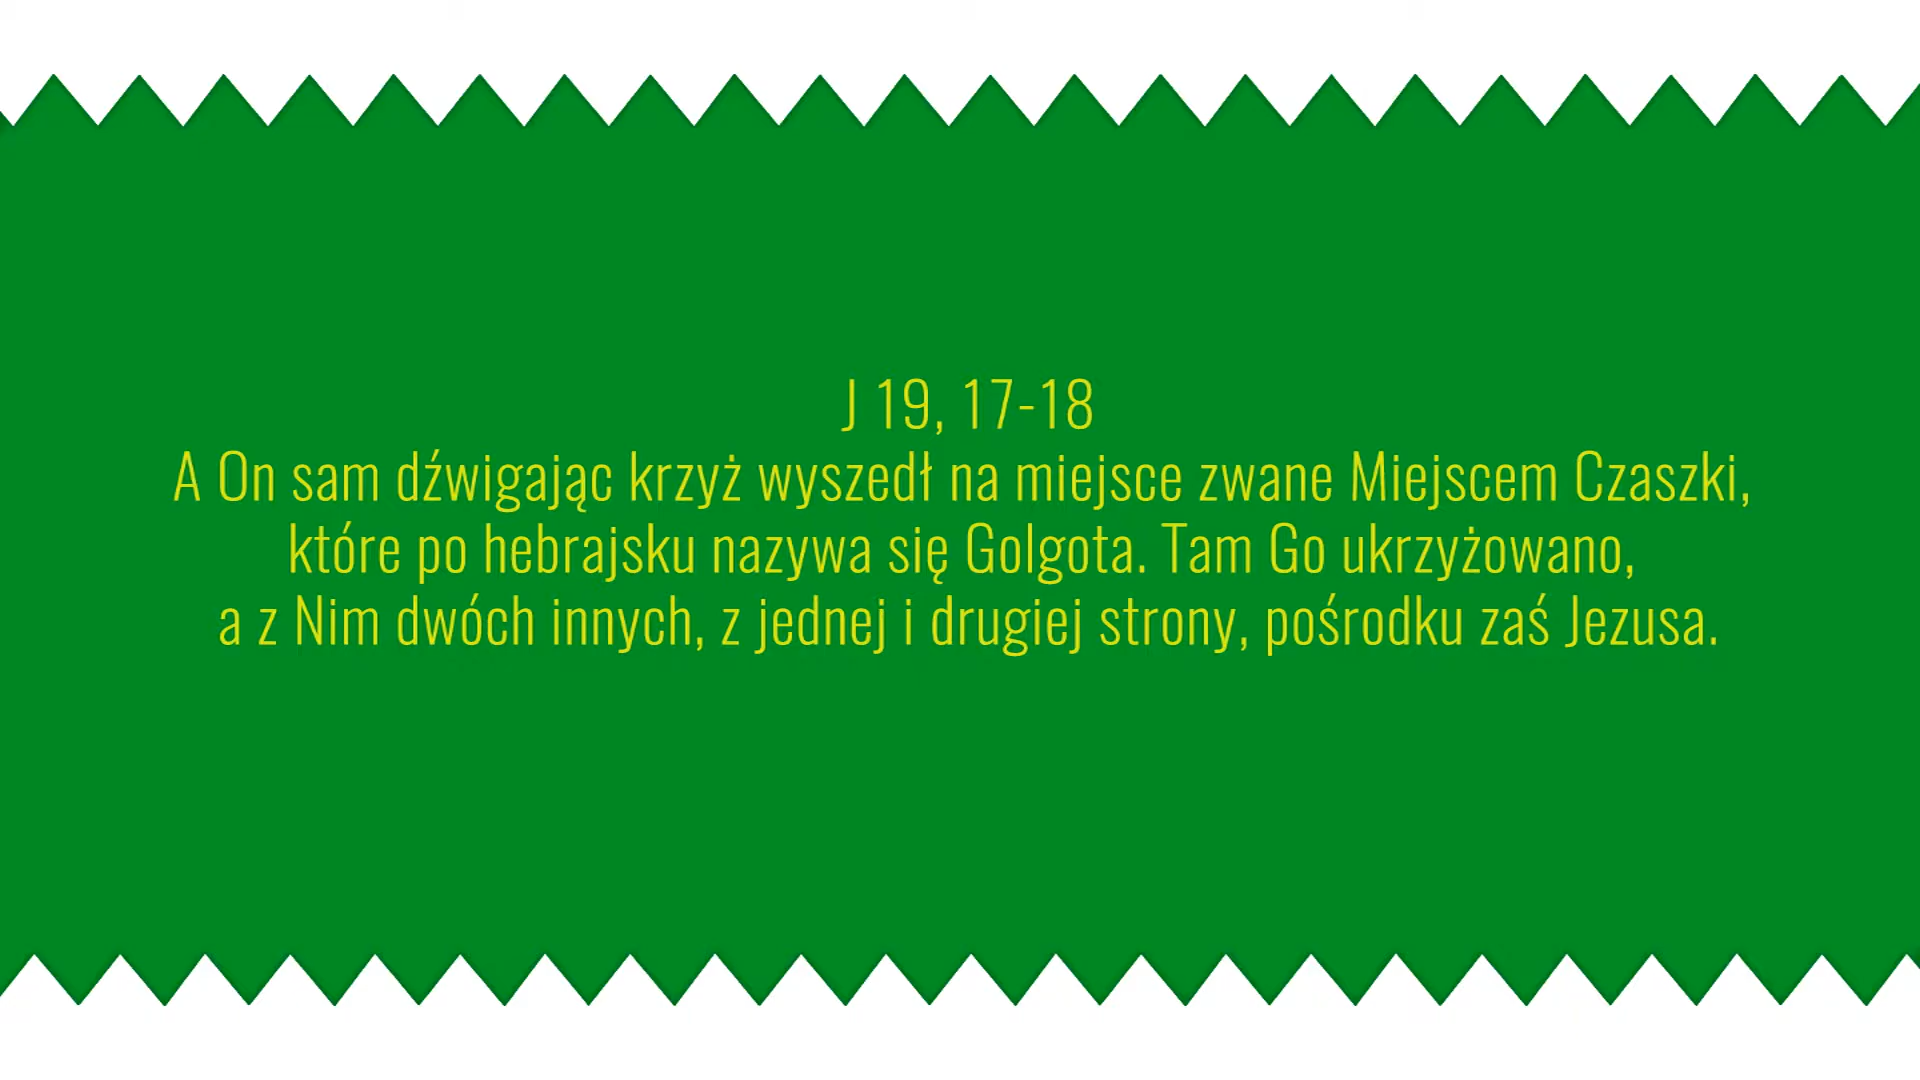 J 19, 17-18
A On sam dźwigając krzyż wyszedł na miejsce zwane Miejscem Czaszki,
które po hebrajsku nazywa się Golgota. Tam Go ukrzyżowano,
a z Nim dwóch innych, z jednej i drugiej strony, pośrodku zaś Jezusa.